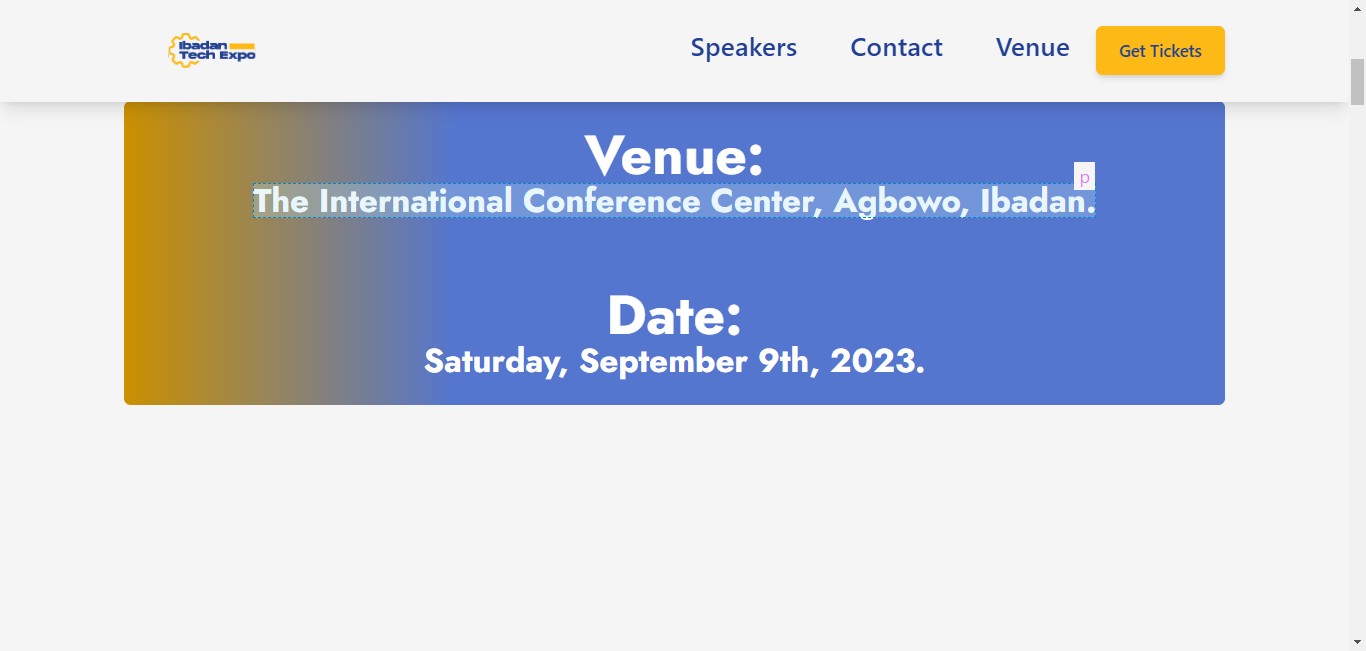 Ibadan
Tech Expo
Speakers
Contact
Venue
Get Tickets
Venue:
p
The International Conference Center, Agbowo, Ibadan.
Date:
Saturday, September 9th, 2023.